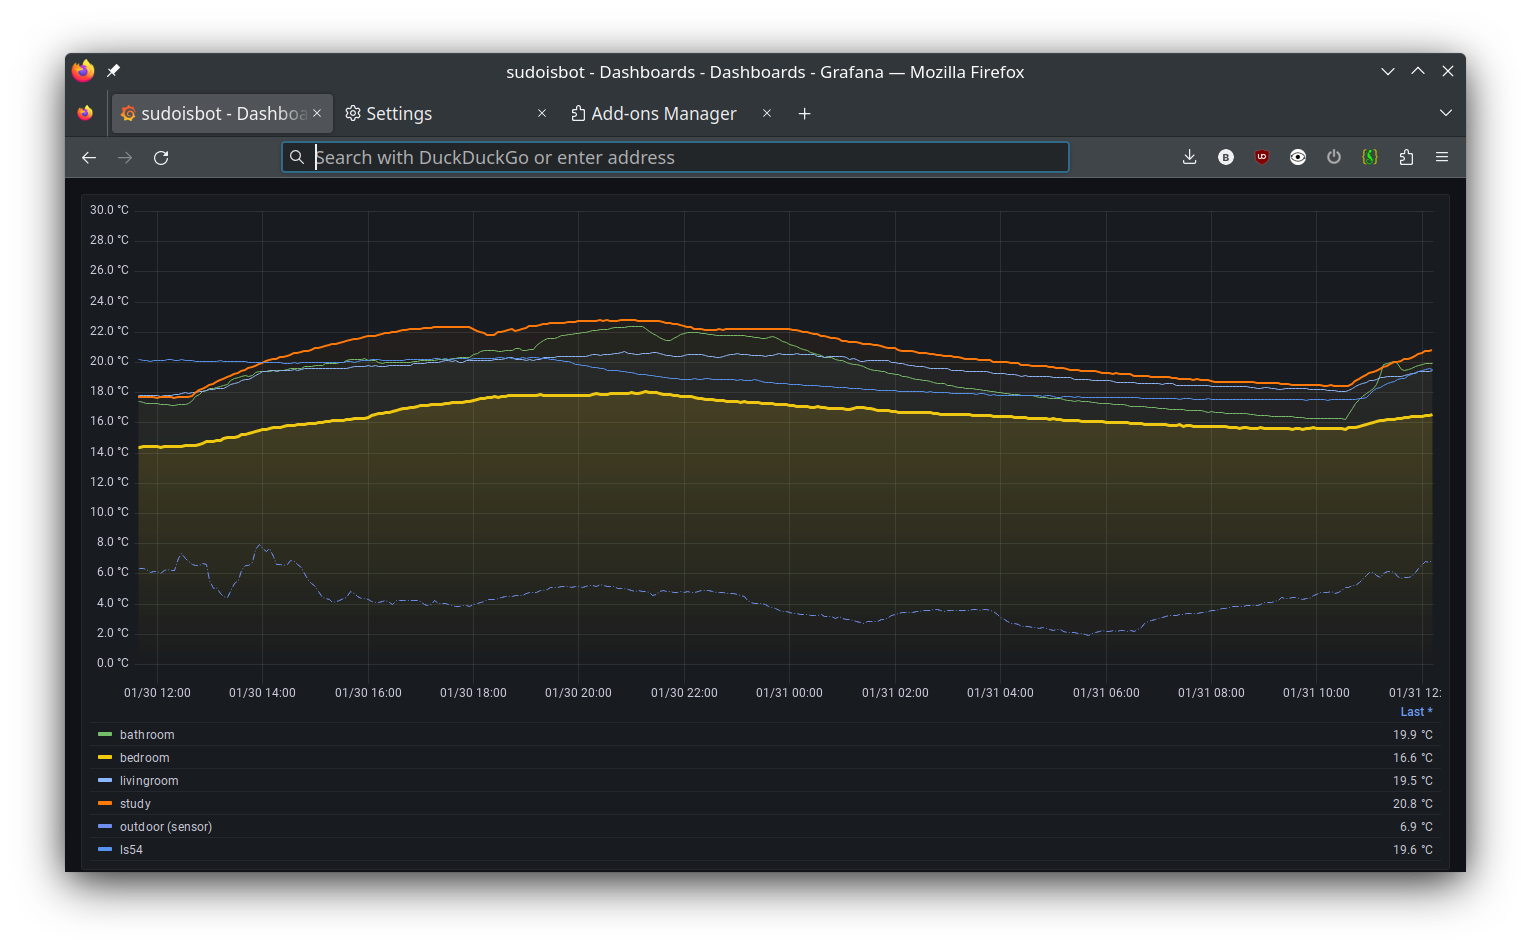 sudoisbot - Dashboards - Dashboards - Grafana — Mozilla Firefox
sudoisbot - Dashboa
Settings
Add-ons Manager
Search with DuckDuckGo or enter address
30.0 °C
28.0 °C
26.0 °C
24.0 °C
22.0 °C
20.0 °C
18.0 °C
16.0 °C
14.0 °C
12.0 °C
10.0 °C
8.0 °C
6.0 °C
4.0 °C
2.0 °C
0.0 °C
01/30 12:00 01/30 14:00 01/30 16:00 01/30 18:00 01/30 20:00 01/30 22:00 01/31 00:00 01/31 02:00 01/31 04:00 01/31 06:00 01/31 08:00 01/31 10:00 01/31 12:
Last *
bathroom 19.9 °C
bedroom 16.6 °C
livingroom 19.5 °C
study 20.8 °C
outdoor (sensor) 6.9 °C
ls54 19.6 °C